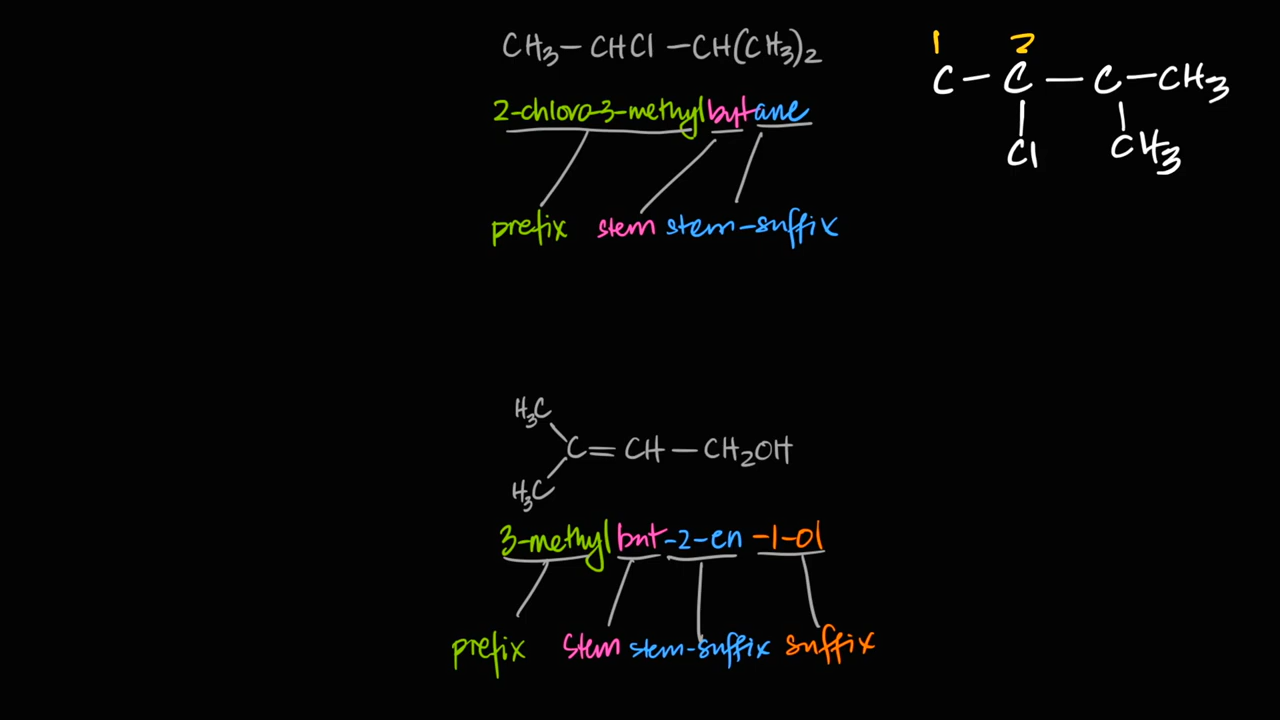 CH3—CHCl—CH(CH3)2
2-chloro-3-methylbutane
prefix stem stem-suffix
1 2
C—C—C—CH3
Cl CH3
H3C
C=CH—CH2OH
H3C
3-methylbut-2-en-1-ol
prefix stem stem-suffix suffix